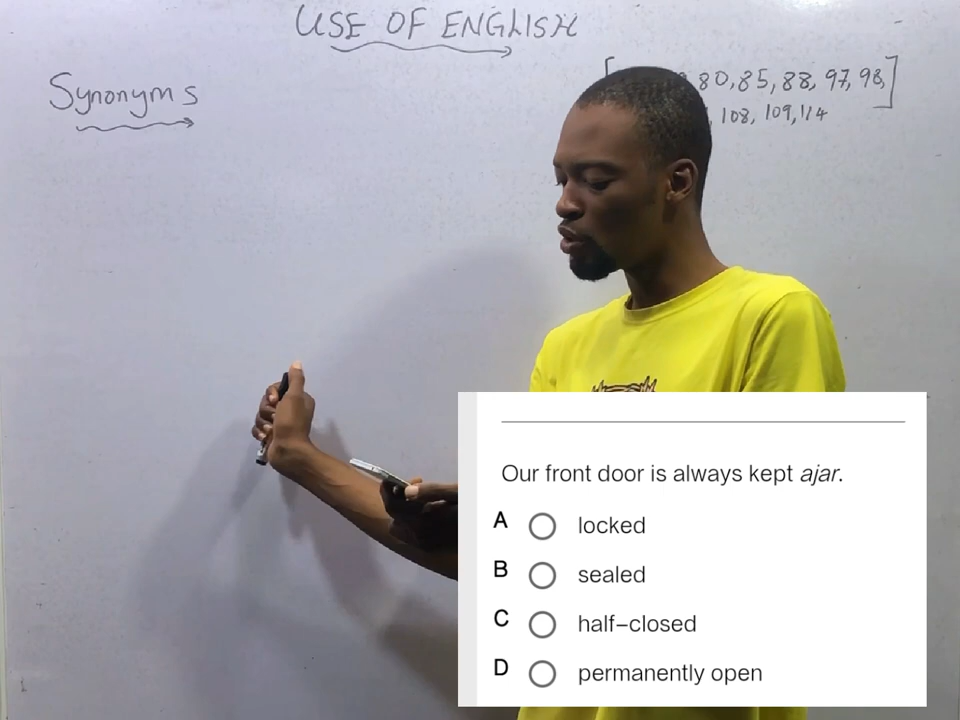 USE OF ENGLISH
Synonyms
80, 85, 88, 97, 98,]
, 108, 109, 114
Our front door is always kept ajar.
A locked
B sealed
C half–closed
D permanently open